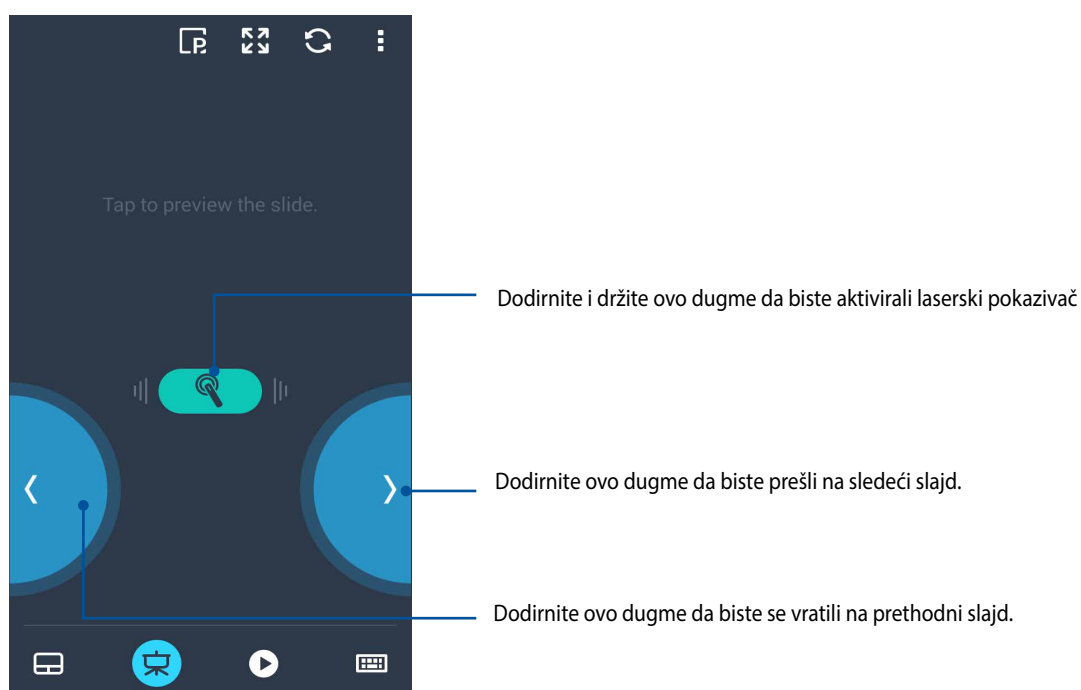 Tap to preview the slide.
Dodirnite i držite ovo dugme da biste aktivirali laserski pokazivač
Dodirnite ovo dugme da biste prešli na sledeći slajd.
Dodirnite ovo dugme da biste se vratili na prethodni slajd.